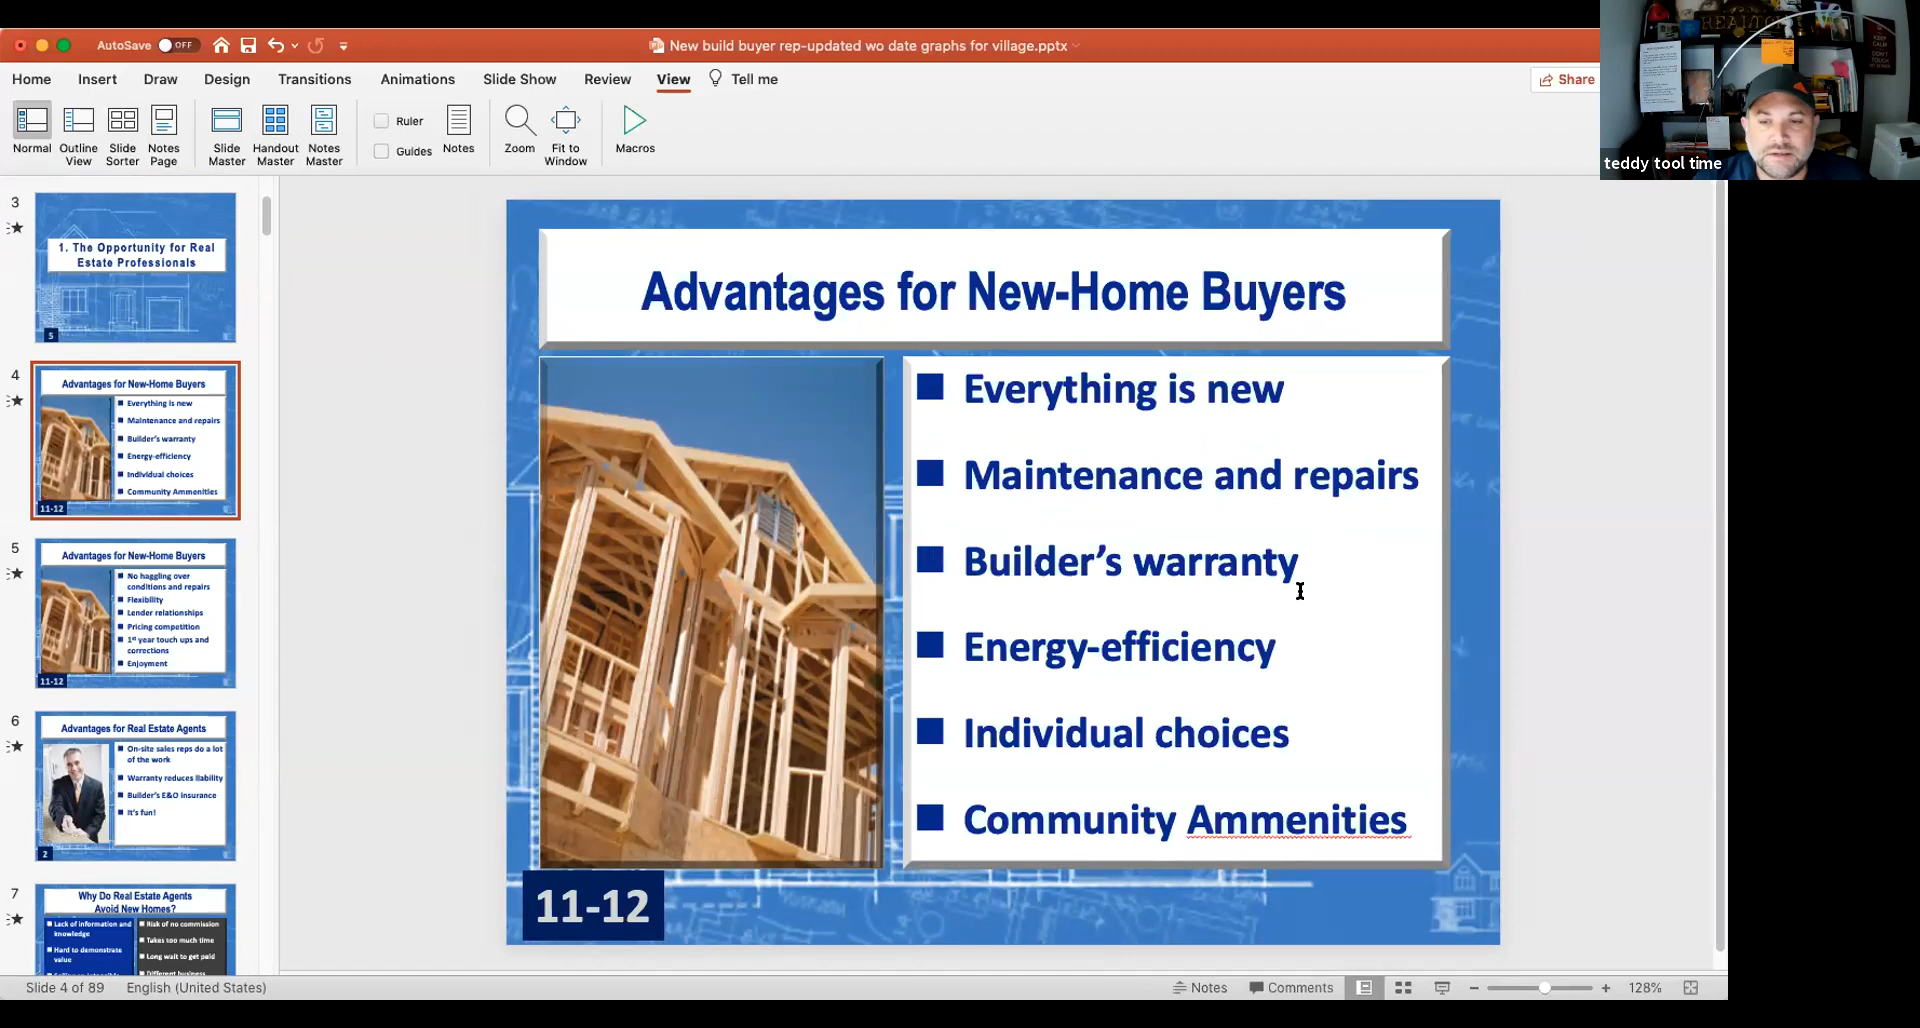 AutoSave OFF
New build buyer rep-updated wo date graphs for village.pptx
Home Insert Draw Design Transitions Animations Slide Show Review View Tell me
Share
Normal
Outline View
Slide Sorter
Notes Page
Slide Master
Handout Master
Notes Master
Ruler
Guides
Notes
Zoom
Fit to Window
Macros
REALTOR
KEEP
CALM
teddy tool time
3
1. The Opportunity for Real
Estate Professionals
5
4
Advantages for New-Home Buyers
Everything is new
Maintenance and repairs
Builder's warranty
Energy-efficiency
Individual choices
Community Ammenities
11-12
5
Advantages for New-Home Buyers
No haggling over
conditions and repairs
Flexibility
Lender relationships
Pricing competition
1st year touch ups and
corrections
Enjoyment
11-12
6
Advantages for Real Estate Agents
On-site sales reps do a lot
of the work
Warranty reduces liability
Builder's E&O insurance
It's fun!
2
7
Why Do Real Estate Agents
Avoid New Homes?
Lack of information and
knowledge
Hard to demonstrate
value
Risk of no commission
Takes too much time
Long wait to get paid
Different business
Advantages for New-Home Buyers
Everything is new
Maintenance and repairs
Builder’s warranty
Energy-efficiency
Individual choices
Community Ammenities
11-12
Slide 4 of 89 English (United States)
Notes Comments 128%